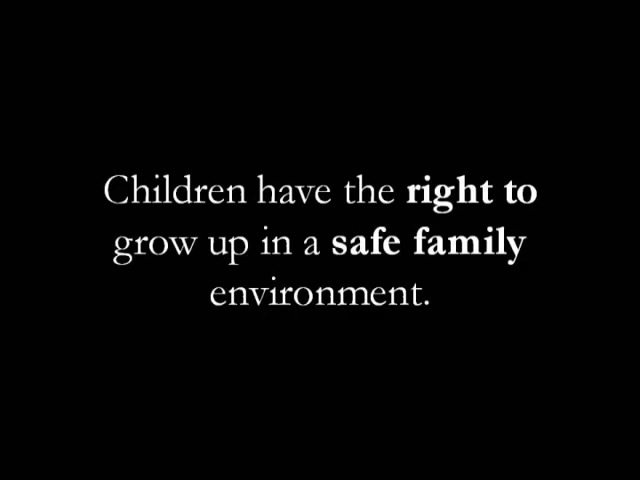 Children have the right to
grow up in a safe family
environment.